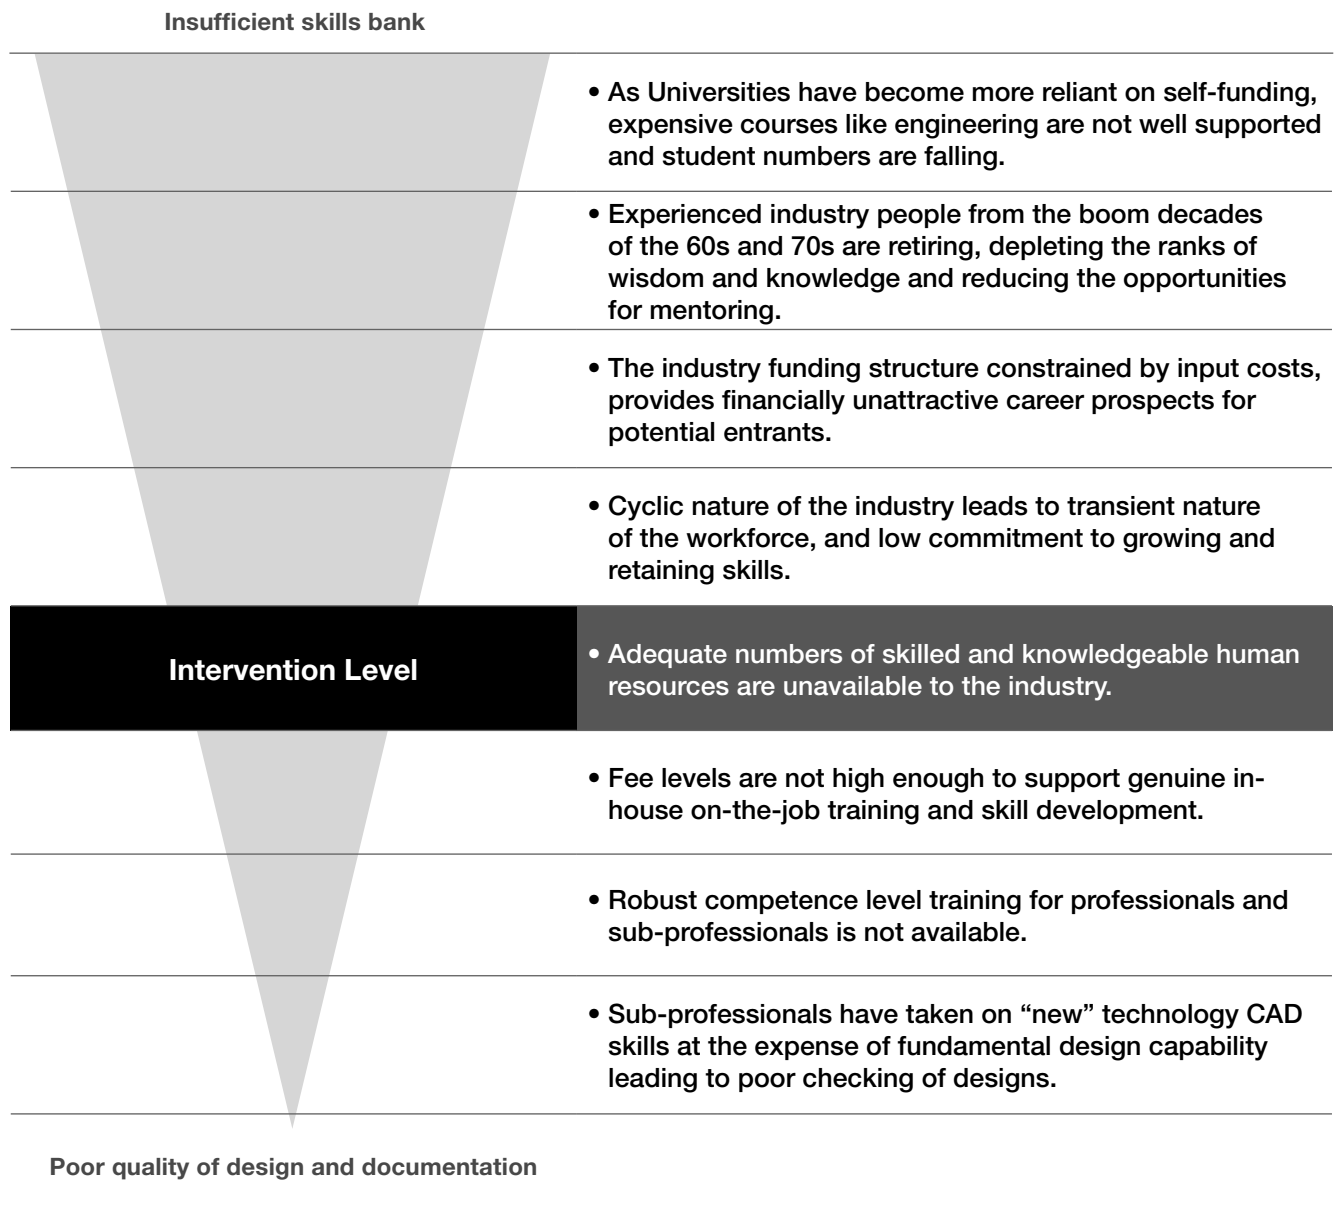 Insufficient skills bank
• As Universities have become more reliant on self-funding,
expensive courses like engineering are not well supported
and student numbers are falling.
• Experienced industry people from the boom decades
of the 60s and 70s are retiring, depleting the ranks of
wisdom and knowledge and reducing the opportunities
for mentoring.
• The industry funding structure constrained by input costs,
provides financially unattractive career prospects for
potential entrants.
• Cyclic nature of the industry leads to transient nature
of the workforce, and low commitment to growing and
retaining skills.
Intervention Level
• Adequate numbers of skilled and knowledgeable human
resources are unavailable to the industry.
• Fee levels are not high enough to support genuine in-
house on-the-job training and skill development.
• Robust competence level training for professionals and
sub-professionals is not available.
• Sub-professionals have taken on “new” technology CAD
skills at the expense of fundamental design capability
leading to poor checking of designs.
Poor quality of design and documentation